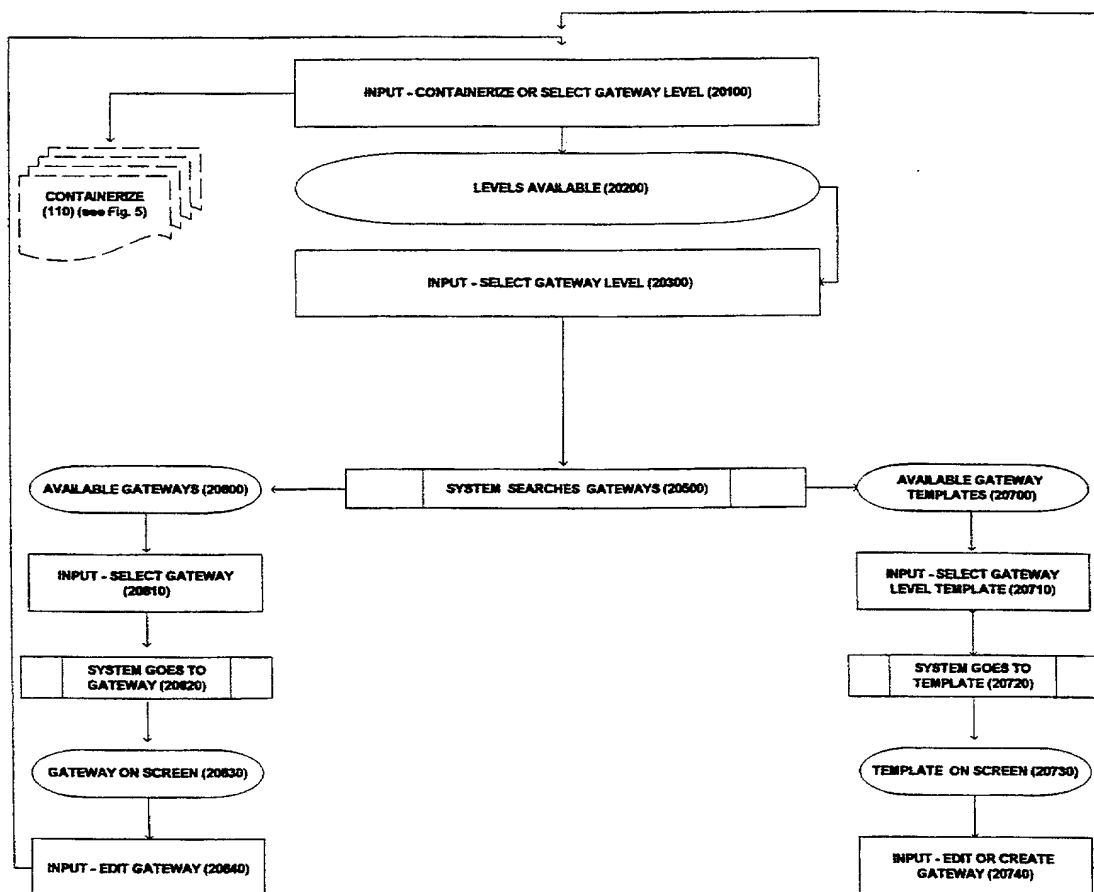 INPUT - CONTAINERIZE OR SELECT GATEWAY LEVEL (20100)
CONTAINERIZE
(110) (see Fig. 5)
LEVELS AVAILABLE (20200)
INPUT - SELECT GATEWAY LEVEL (20300)
AVAILABLE GATEWAYS (20600)
SYSTEM SEARCHES GATEWAYS (20500)
AVAILABLE GATEWAY
TEMPLATES (20700)
INPUT - SELECT GATEWAY
(20610)
INPUT - SELECT GATEWAY
LEVEL TEMPLATE (20710)
SYSTEM GOES TO
GATEWAY (20620)
SYSTEM GOES TO
TEMPLATE (20720)
GATEWAY ON SCREEN (20630)
TEMPLATE ON SCREEN (20730)
INPUT - EDIT GATEWAY (20640)
INPUT - EDIT OR CREATE
GATEWAY (20740)